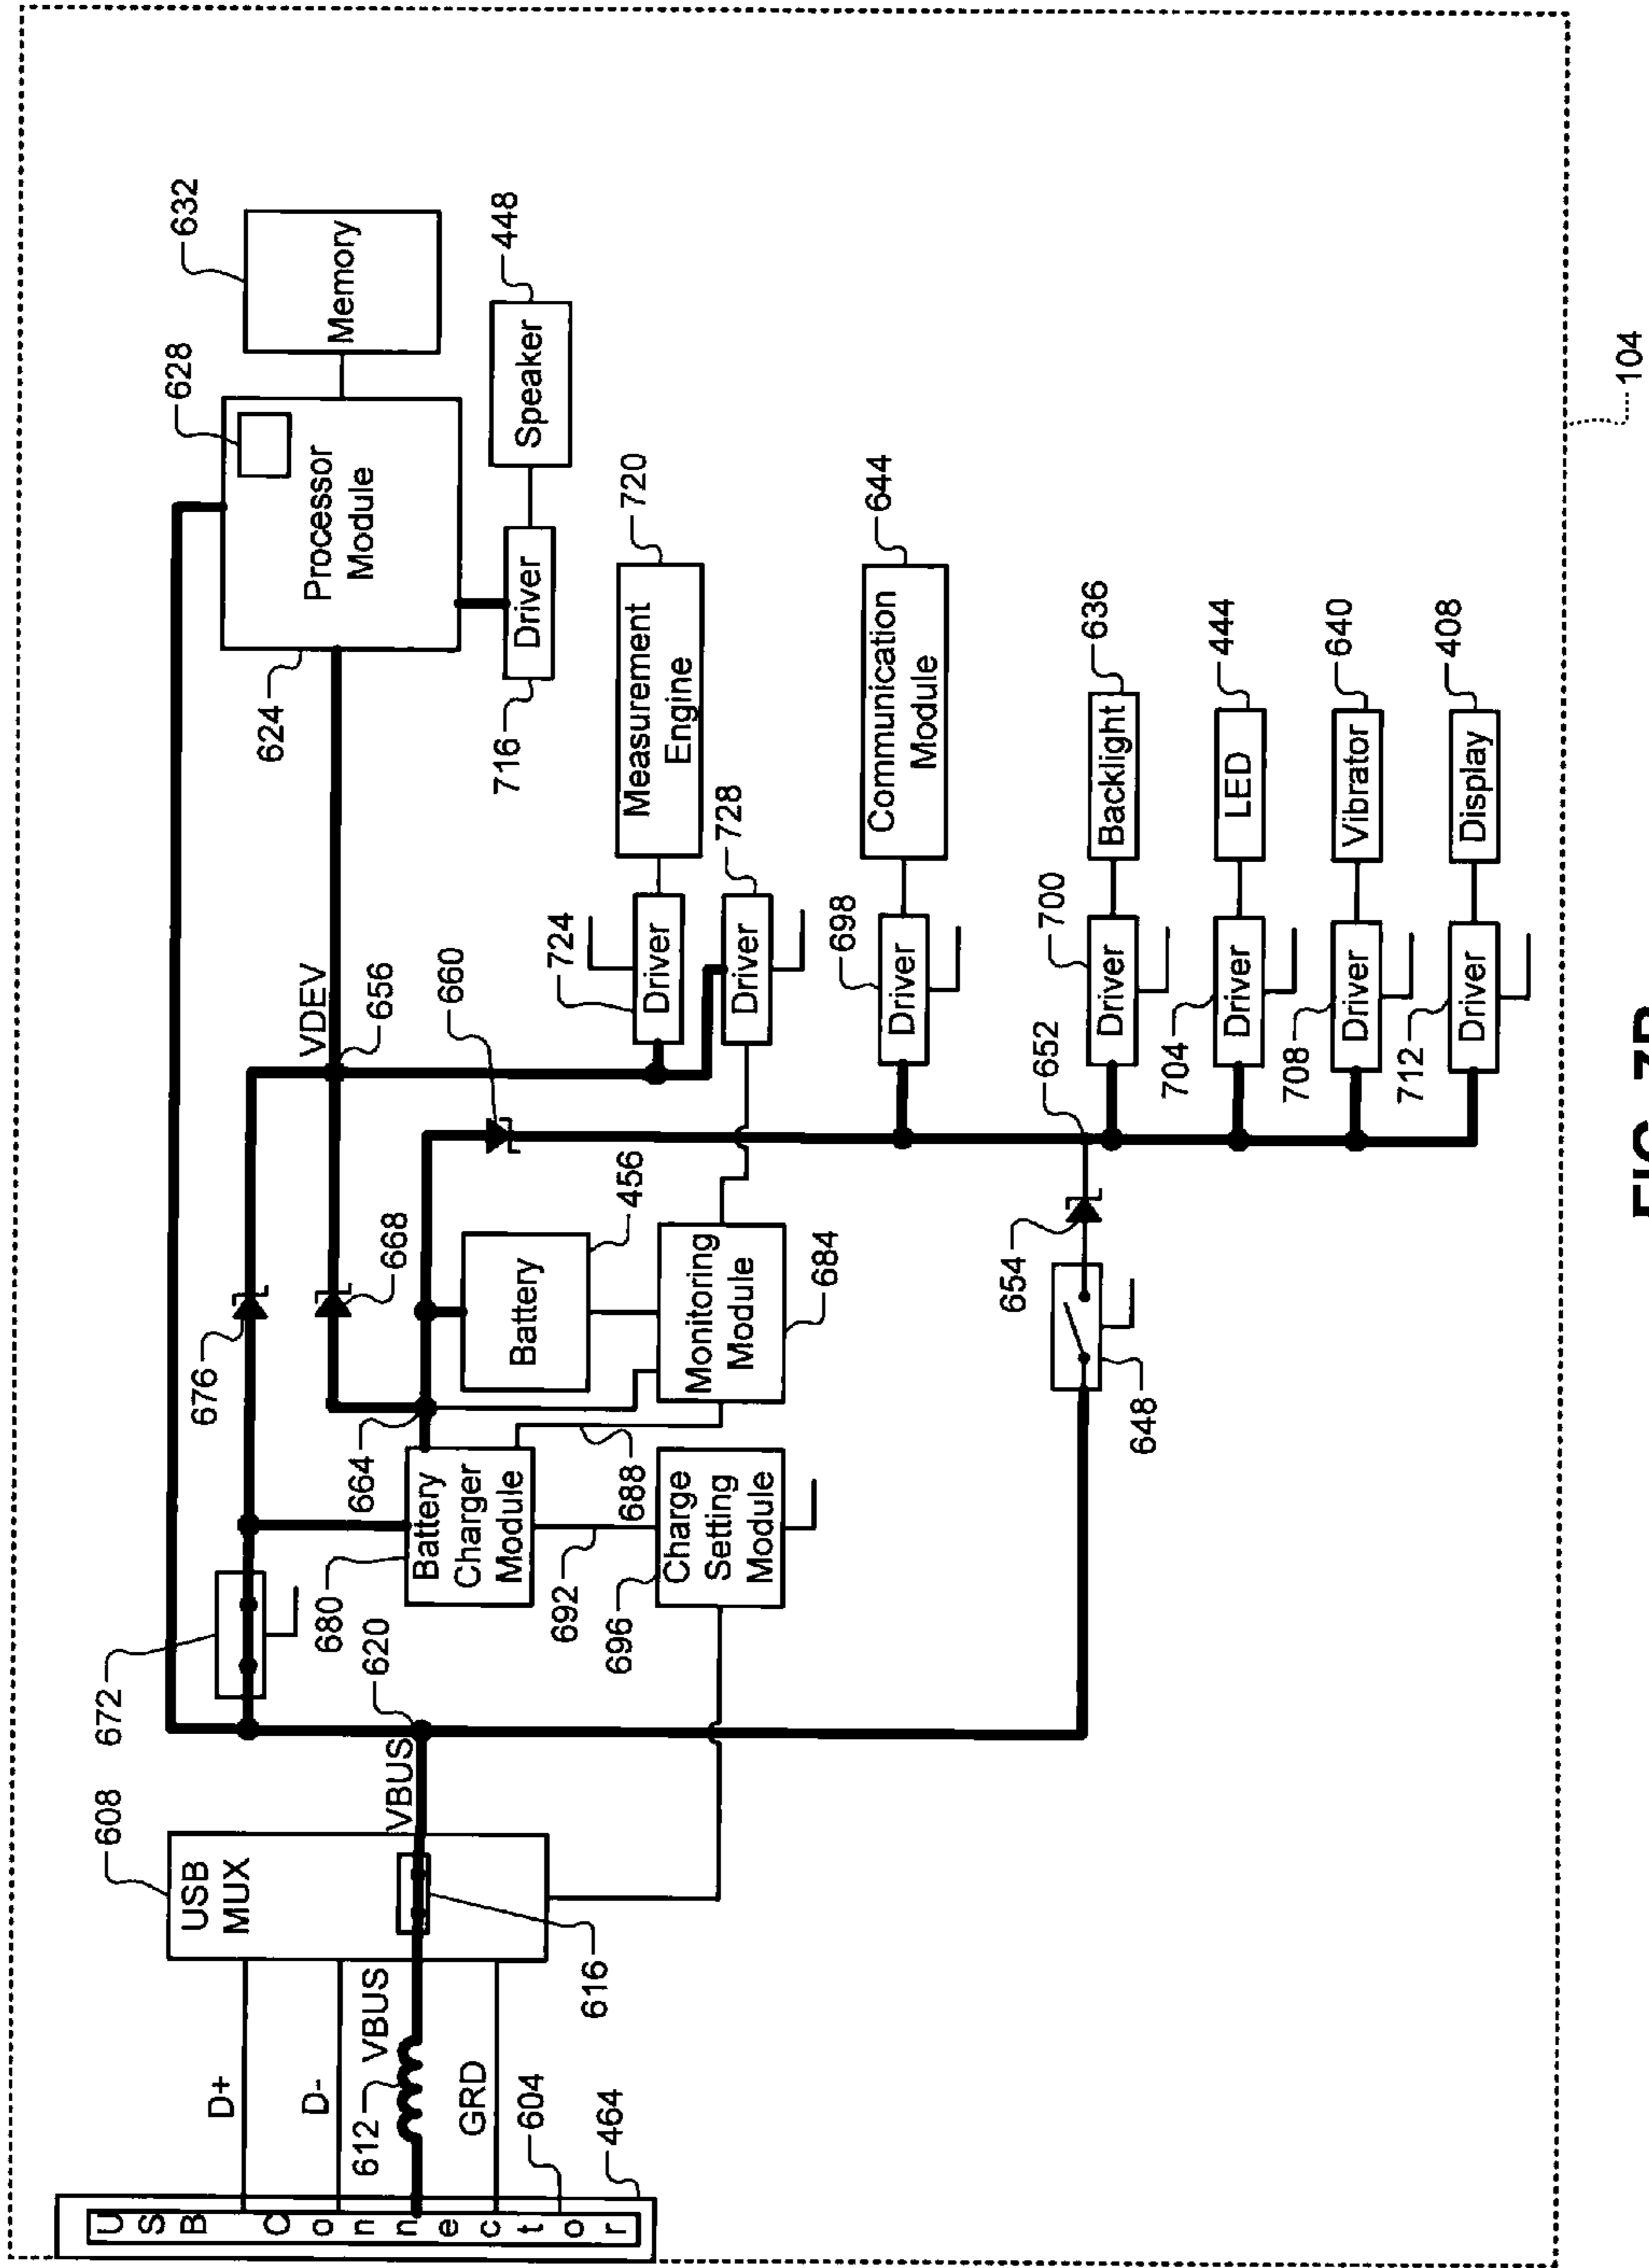 608
672
676
628
632
D+
USB
MUX
D-
VBUS
612
GRD
604
464
USB Connector
616
VBUS
620
680
Battery
Charger
Module
664
668
VDEV
656
624
Processor
Module
Memory
660
Battery
456
692
688
696
Charge
Setting
Module
Monitoring
Module
684
716
Driver
Speaker
448
724
Driver
Measurement
Engine
720
Driver
728
698
Driver
Communication
Module
644
654
648
652
700
Driver
Backlight
636
704
Driver
LED
444
708
Driver
Vibrator
640
712
Driver
Display
408
104